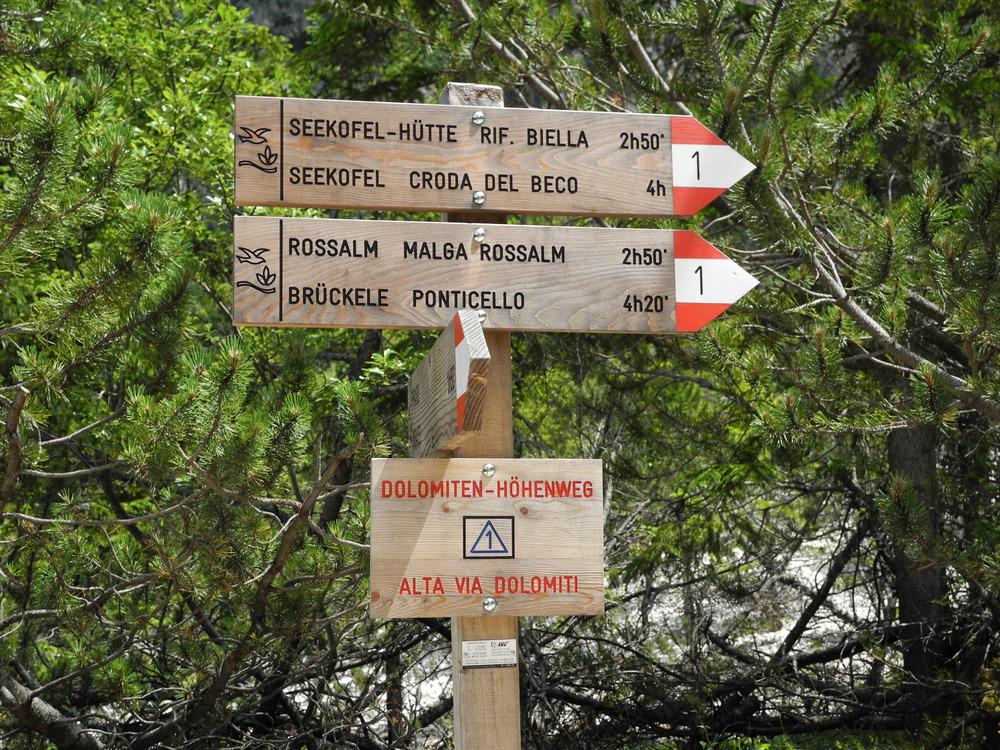 SEEKOFEL-HÜTTE RIF. BIELLA 2h50'
SEEKOFEL CRODA DEL BECO 4h
1
ROSSALM MALGA ROSSALM 2h50'
BRÜCKELE PONTICELLO 4h20'
1
DOLOMITEN-HÖHENWEG
1
ALTA VIA DOLOMITI